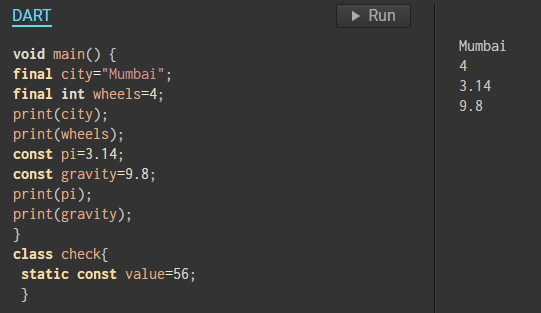 DART
Run
void main() {
final city="Mumbai";
final int wheels=4;
print(city);
print(wheels);
const pi=3.14;
const gravity=9.8;
print(pi);
print(gravity);
}
class check{
static const value=56;
}
Mumbai
4
3.14
9.8